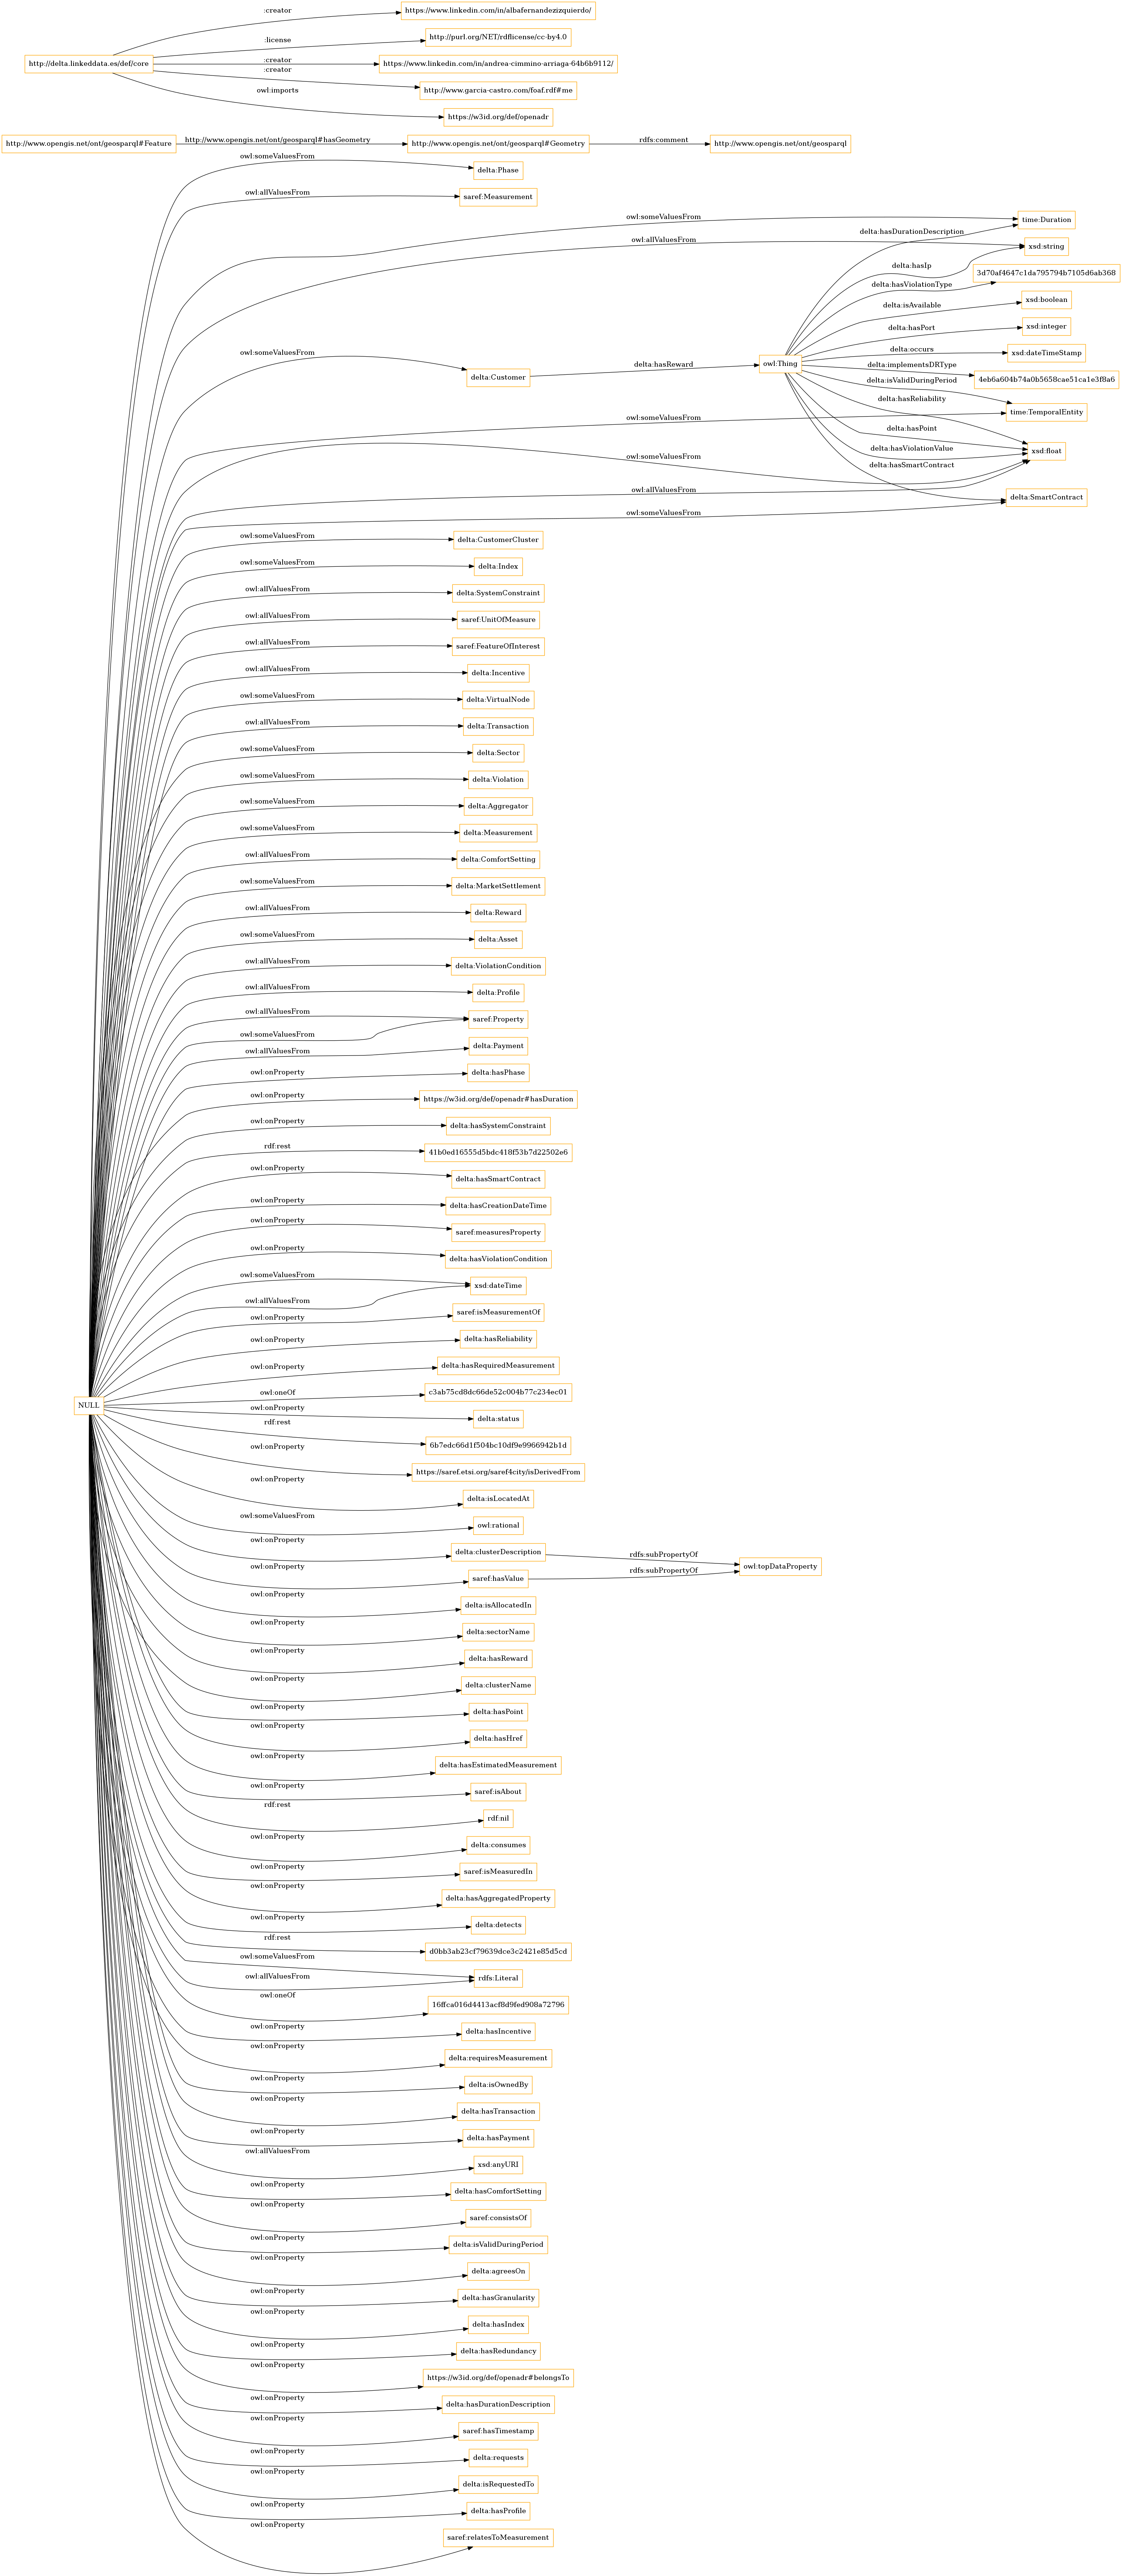 :creator
https://www.linkedin.com/in/albafernandezizquierdo/
:license
http://purl.org/NET/rdflicense/cc-by4.0
http://delta.linkeddata.es/def/core
:creator
https://www.linkedin.com/in/andrea-cimmino-arriaga-64b6b9112/
:creator
http://www.garcia-castro.com/foaf.rdf#me
owl:imports
https://w3id.org/def/openadr
http://www.opengis.net/ont/geosparql#Feature
http://www.opengis.net/ont/geosparql#hasGeometry
http://www.opengis.net/ont/geosparql#Geometry
rdfs:comment
http://www.opengis.net/ont/geosparql
owl:someValuesFrom
delta:Phase
owl:allValuesFrom
saref:Measurement
owl:someValuesFrom
time:Duration
delta:hasDurationDescription
owl:allValuesFrom
xsd:string
delta:hasIp
3d70af4647c1da795794b7105d6ab368
delta:hasViolationType
xsd:boolean
delta:isAvailable
xsd:integer
delta:hasPort
owl:someValuesFrom
delta:Customer
delta:hasReward
owl:Thing
delta:occurs
xsd:dateTimeStamp
delta:implementsDRType
4eb6a604b74a0b5658cae51ca1e3f8a6
delta:isValidDuringPeriod
time:TemporalEntity
delta:hasReliability
owl:someValuesFrom
delta:hasPoint
delta:hasViolationValue
xsd:float
owl:someValuesFrom
delta:hasSmartContract
owl:allValuesFrom
delta:SmartContract
owl:someValuesFrom
owl:someValuesFrom
delta:CustomerCluster
owl:someValuesFrom
delta:Index
owl:allValuesFrom
delta:SystemConstraint
owl:allValuesFrom
saref:UnitOfMeasure
owl:allValuesFrom
saref:FeatureOfInterest
owl:allValuesFrom
delta:Incentive
owl:someValuesFrom
delta:VirtualNode
owl:allValuesFrom
delta:Transaction
owl:someValuesFrom
delta:Sector
owl:someValuesFrom
delta:Violation
owl:someValuesFrom
delta:Aggregator
owl:someValuesFrom
delta:Measurement
owl:allValuesFrom
delta:ComfortSetting
owl:someValuesFrom
delta:MarketSettlement
owl:allValuesFrom
delta:Reward
owl:someValuesFrom
delta:Asset
owl:allValuesFrom
delta:ViolationCondition
owl:allValuesFrom
delta:Profile
owl:allValuesFrom
saref:Property
owl:someValuesFrom
owl:allValuesFrom
delta:Payment
owl:onProperty
delta:hasPhase
owl:onProperty
https://w3id.org/def/openadr#hasDuration
owl:onProperty
delta:hasSystemConstraint
rdf:rest
41b0ed16555d5bdc418f53b7d22502e6
owl:onProperty
delta:hasSmartContract
owl:onProperty
delta:hasCreationDateTime
owl:onProperty
saref:measuresProperty
owl:onProperty
delta:hasViolationCondition
owl:someValuesFrom
xsd:dateTime
owl:allValuesFrom
owl:onProperty
saref:isMeasurementOf
owl:onProperty
delta:hasReliability
owl:onProperty
delta:hasRequiredMeasurement
owl:oneOf
c3ab75cd8dc66de52c004b77c234ec01
NULL
owl:onProperty
delta:status
rdf:rest
6b7edc66d1f504bc10df9e9966942b1d
owl:onProperty
https://saref.etsi.org/saref4city/isDerivedFrom
owl:onProperty
delta:isLocatedAt
owl:someValuesFrom
owl:rational
owl:onProperty
delta:clusterDescription
rdfs:subPropertyOf
owl:topDataProperty
owl:onProperty
saref:hasValue
rdfs:subPropertyOf
owl:onProperty
delta:isAllocatedIn
owl:onProperty
delta:sectorName
owl:onProperty
delta:hasReward
owl:onProperty
delta:clusterName
owl:onProperty
delta:hasPoint
owl:onProperty
delta:hasHref
owl:onProperty
delta:hasEstimatedMeasurement
owl:onProperty
saref:isAbout
rdf:rest
rdf:nil
owl:onProperty
delta:consumes
owl:onProperty
saref:isMeasuredIn
owl:onProperty
delta:hasAggregatedProperty
owl:onProperty
delta:detects
rdf:rest
d0bb3ab23cf79639dce3c2421e85d5cd
owl:someValuesFrom
rdfs:Literal
owl:allValuesFrom
owl:oneOf
16ffca016d4413acf8d9fed908a72796
owl:onProperty
delta:hasIncentive
owl:onProperty
delta:requiresMeasurement
owl:onProperty
delta:isOwnedBy
owl:onProperty
delta:hasTransaction
owl:onProperty
delta:hasPayment
owl:allValuesFrom
xsd:anyURI
owl:onProperty
delta:hasComfortSetting
owl:onProperty
saref:consistsOf
owl:onProperty
delta:isValidDuringPeriod
owl:onProperty
delta:agreesOn
owl:onProperty
delta:hasGranularity
owl:onProperty
delta:hasIndex
owl:onProperty
delta:hasRedundancy
owl:onProperty
https://w3id.org/def/openadr#belongsTo
owl:onProperty
delta:hasDurationDescription
owl:onProperty
saref:hasTimestamp
owl:onProperty
delta:requests
owl:onProperty
delta:isRequestedTo
owl:onProperty
delta:hasProfile
owl:onProperty
saref:relatesToMeasurement